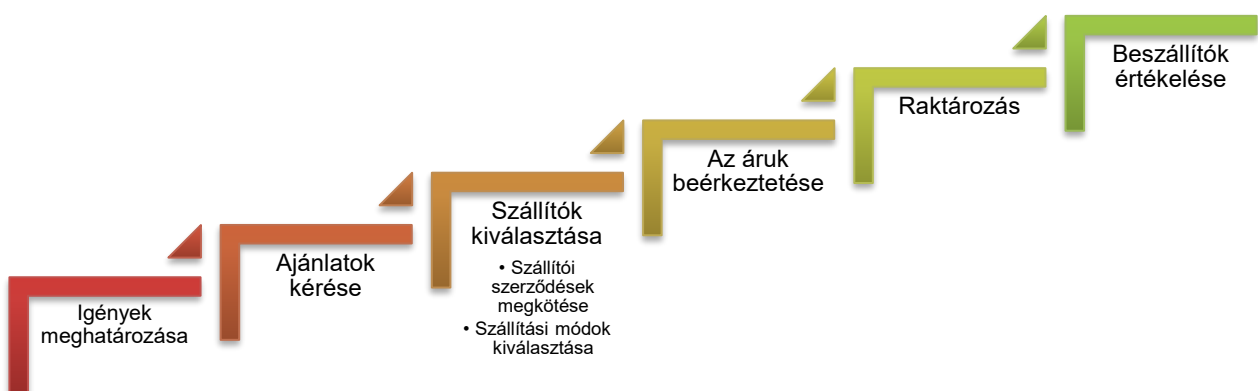 Igények
meghatározása
Ajánlatok
kérése
Szállítók
kiválasztása
• Szállítói
szerződések
megkötése
• Szállítási módok
kiválasztása
Az áruk
beérkeztetése
Raktározás
Beszállítók
értékelése